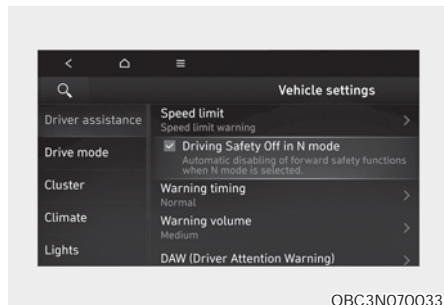 Vehicle settings
Driver assistance
Drive mode
Cluster
Climate
Lights
Speed limit
Speed limit warning
Driving Safety Off in N mode
Automatic disabling of forward safety functions
when N mode is selected.
Warning timing
Normal
Warning volume
Medium
DAW (Driver Attention Warning)
OBC3N070033